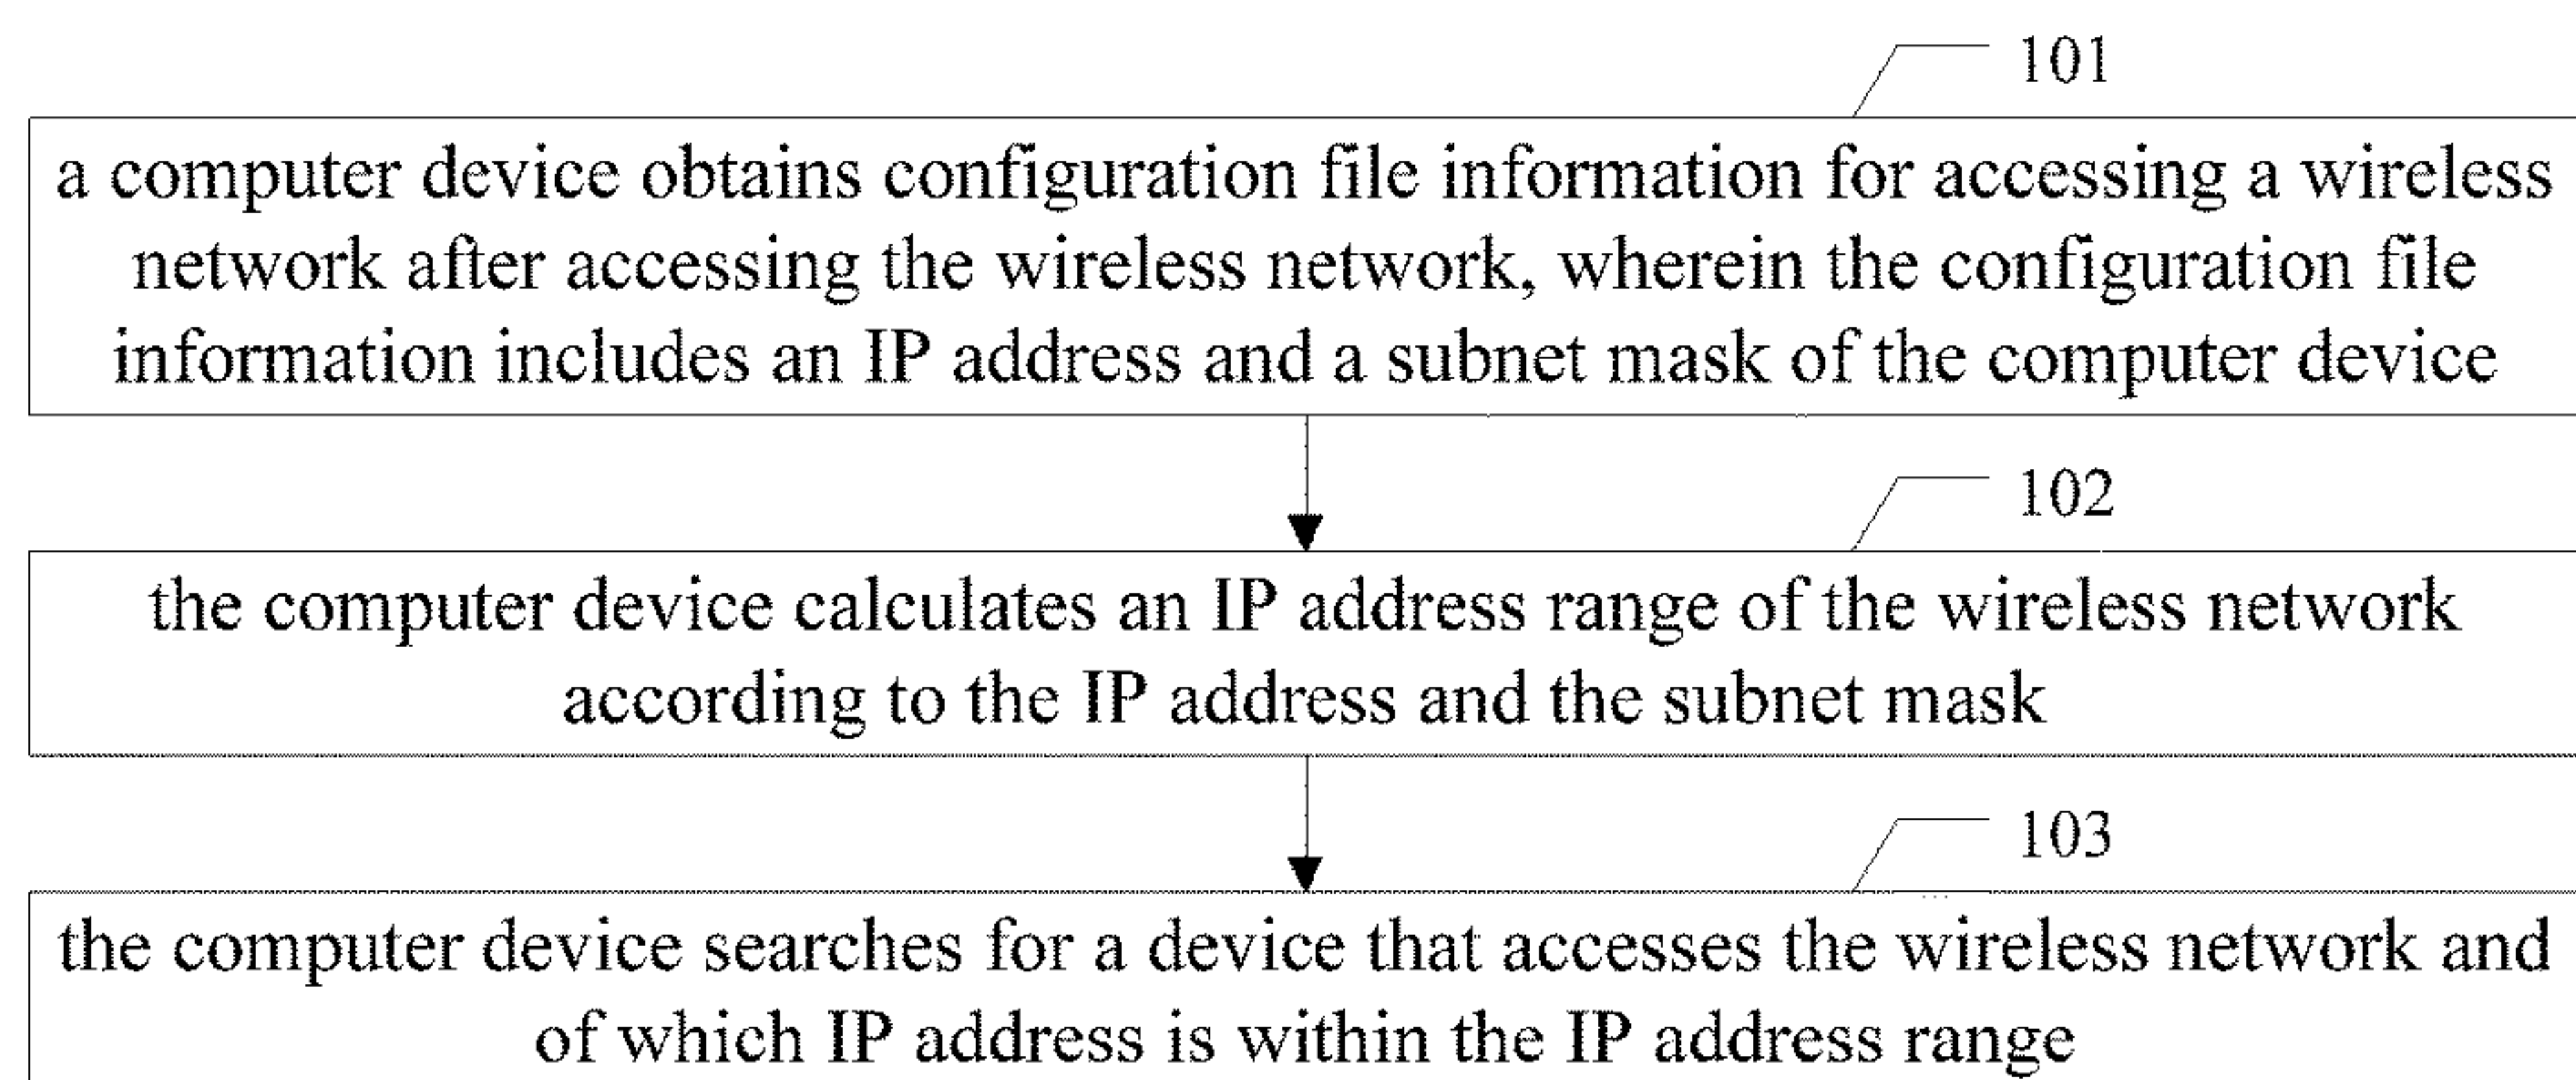 101
a computer device obtains configuration file information for accessing a wireless
network after accessing the wireless network, wherein the configuration file
information includes an IP address and a subnet mask of the computer device
102
the computer device calculates an IP address range of the wireless network
according to the IP address and the subnet mask
103
the computer device searches for a device that accesses the wireless network and
of which IP address is within the IP address range